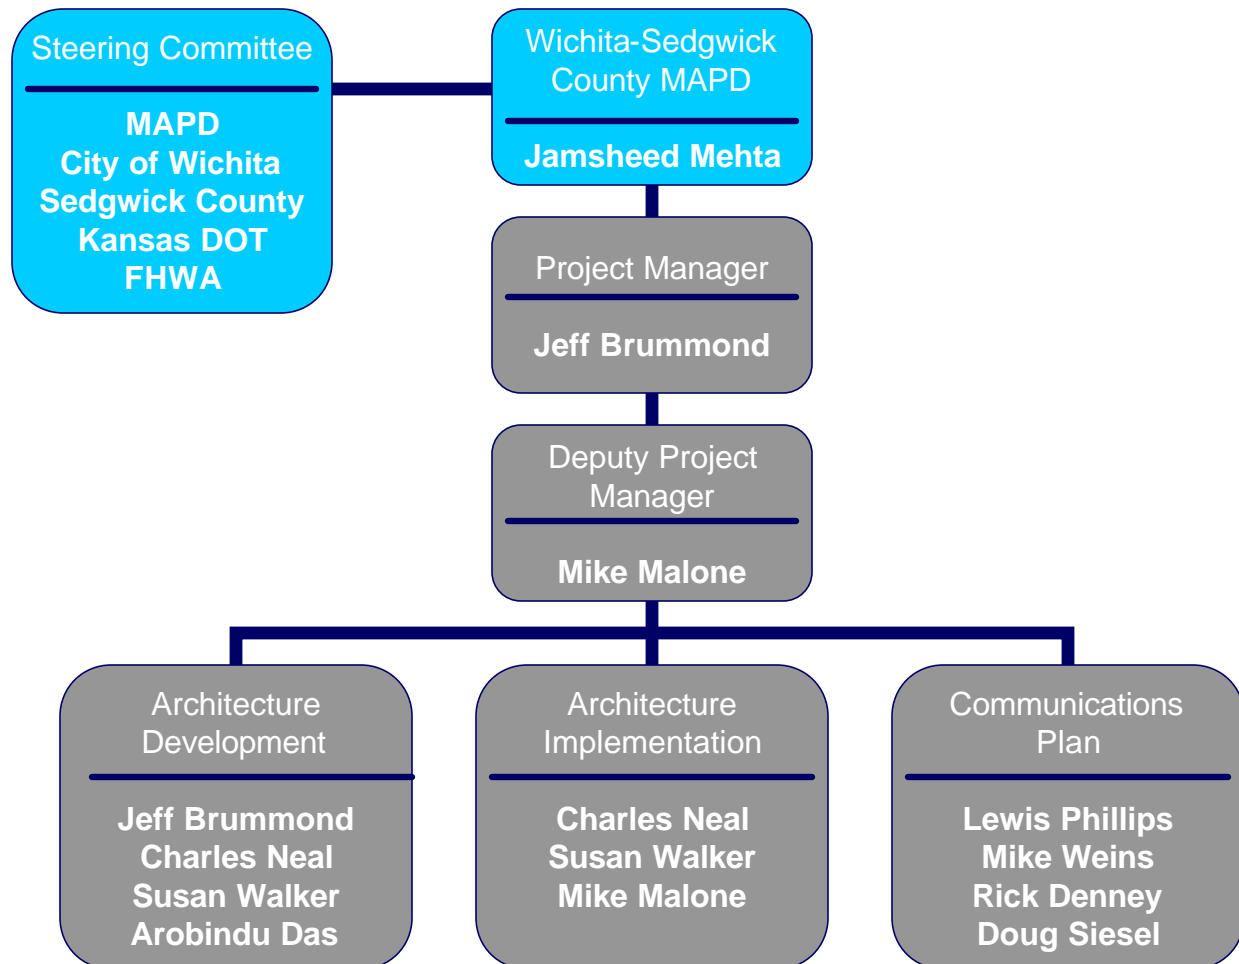 Steering Committee
MAPD
City of Wichita
Sedgwick County
Kansas DOT
FHWA
Wichita-Sedgwick
County MAPD
Jamsheed Mehta
Project Manager
Jeff Brummond
Deputy Project
Manager
Mike Malone
Architecture
Development
Jeff Brummond
Charles Neal
Susan Walker
Arobindu Das
Architecture
Implementation
Charles Neal
Susan Walker
Mike Malone
Communications
Plan
Lewis Phillips
Mike Weins
Rick Denney
Doug Siesel